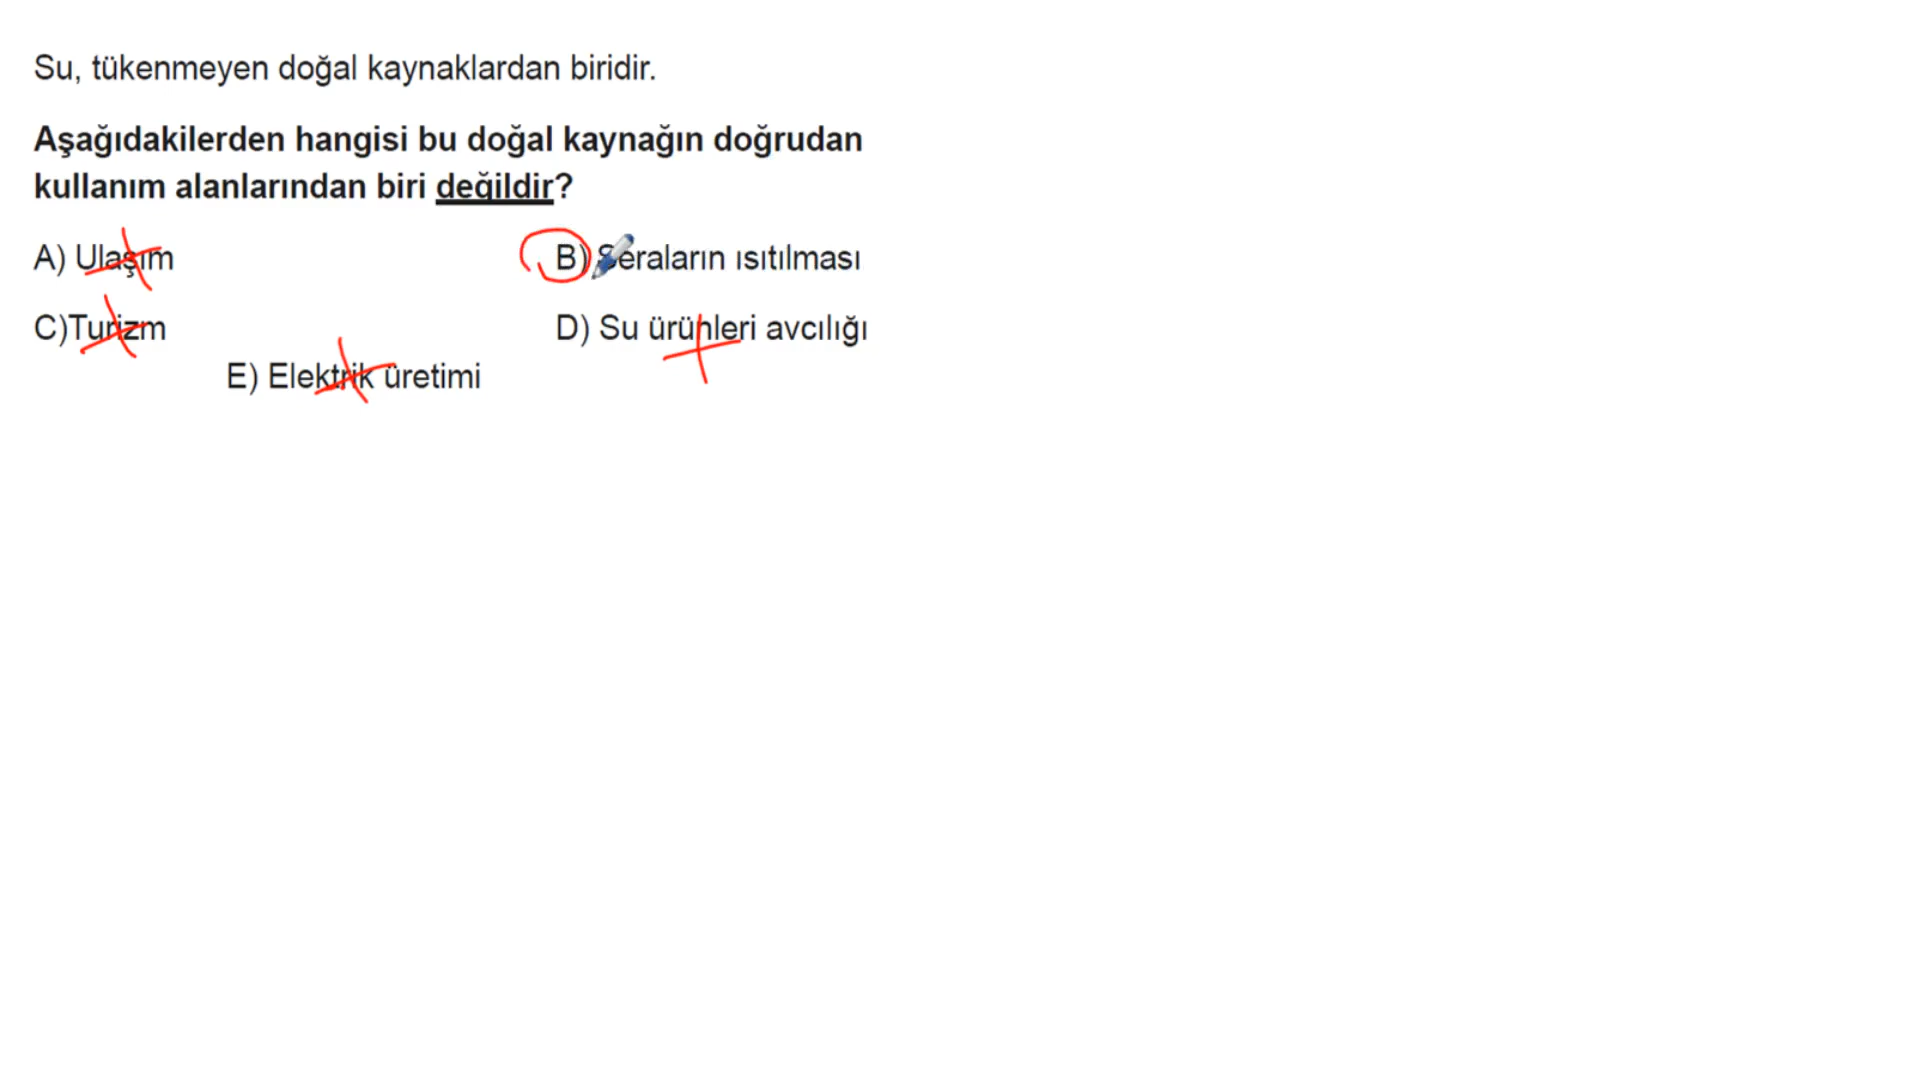 Su, tükenmeyen doğal kaynaklardan biridir.
Aşağıdakilerden hangisi bu doğal kaynağın doğrudan
kullanım alanlarından biri değildir?
A) Ulaşım B) Seraların ısıtılması
C)Turizm D) Su ürünleri avcılığı
E) Elektrik üretimi